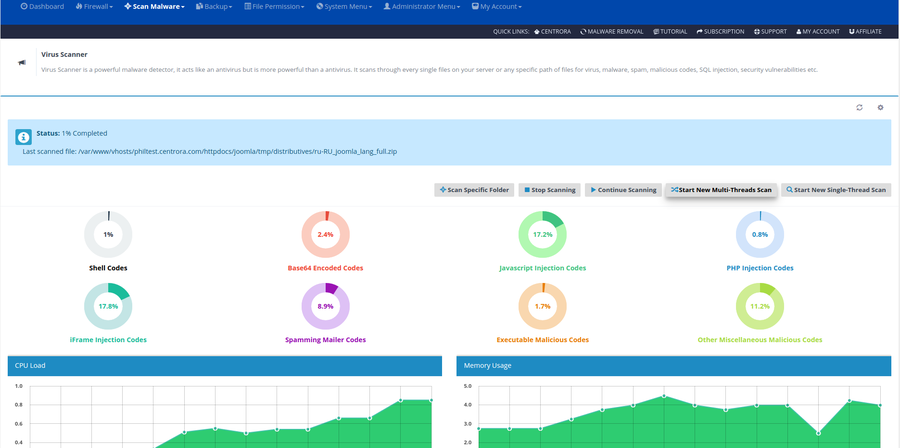 Dashboard Firewall Scan Malware Backup File Permission System Menu Administrator Menu My Account
QUICK LINKS: CENTRORA MALWARE REMOVAL TUTORIAL SUBSCRIPTION SUPPORT MY ACCOUNT AFFILIATE
Virus Scanner
Virus Scanner is a powerful malware detector, it acts like an antivirus but is more powerful than a antivirus. It scans through every single files on your server or any specific path of files for virus, malware, spam, malicious codes, SQL injection, security vulnerabilities etc.
Status: 1% Completed
Last scanned file: /var/www/vhosts/philtest.centrora.com/httpdocs/joomla/tmp/distributives/ru-RU_joomla_lang_full.zip
Scan Specific Folder Stop Scanning Continue Scanning Start New Multi-Threads Scan Start New Single-Thread Scan
1% 2.4% 17.2% 0.8%
Shell Codes Base64 Encoded Codes Javascript Injection Codes PHP Injection Codes
17.8% 8.9% 1.7% 11.2%
iFrame Injection Codes Spamming Mailer Codes Executable Malicious Codes Other Miscellaneous Malicious Codes
CPU Load Memory Usage
1.0 5.0
0.8 4.0
0.6 3.0
0.4 2.0